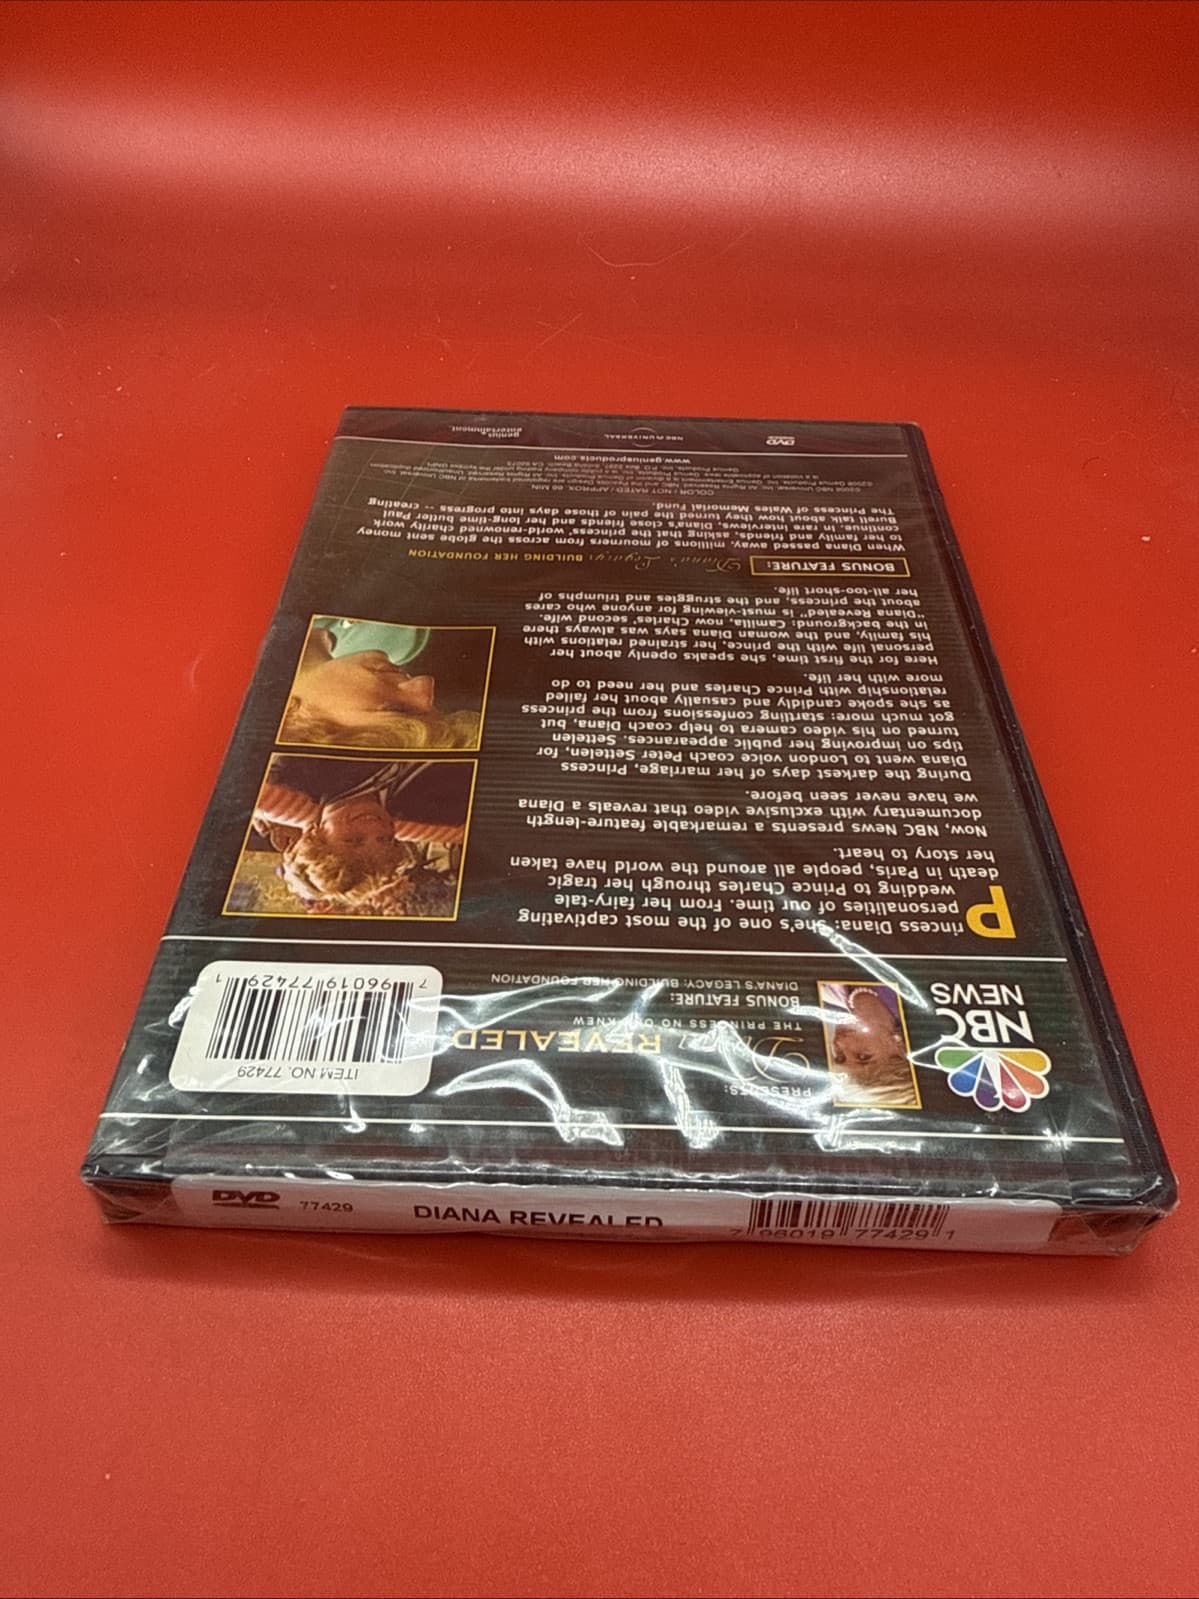 NBC
NEWS
PRESENTS:
Diana REVEALED
THE PRINCESS NO ONE KNEW
BONUS FEATURE:
DIANA'S LEGACY: BUILDING HER FOUNDATION
ITEM NO. 77429
7 96019 77429 1
Princess Diana: She's one of the most captivating
personalities of our time. From her fairy-tale
wedding to Prince Charles through her tragic
death in Paris, people all around the world have taken
her story to heart.
Now, NBC News presents a remarkable feature-length
documentary with exclusive video that reveals a Diana
we have never seen before.
During the darkest days of her marriage, Princess
Diana went to London voice coach Peter Settelen, for
tips on improving her public appearances. Settelen
turned on his video camera to help coach Diana, but
got much more: startling confessions from the princess
as she spoke candidly and casually about her failed
relationship with Prince Charles and her need to do
more with her life.
Here for the first time, she speaks openly about her
personal life with the prince, her strained relations with
his family, and the woman Diana says was always there
in the background: Camilla, now Charles' second wife.
"Diana Revealed" is must-viewing for anyone who cares
about the princess, and the struggles and triumphs of
her all-too-short life.
BONUS FEATURE: Diana's Legacy: BUILDING HER FOUNDATION
When Diana passed away, millions of mourners from across the globe sent money
to her family and friends, asking that the princess' world-renowned charity work
continue. In rare interviews, Diana's close friends and her long-time butler Paul
Burell talk about how they turned the pain of those days into progress -- creating
The Princess of Wales Memorial Fund.
COLOR / NOT RATED / APPROX. 86 MIN.
www.geniusproducts.com
DVD
NBC UNIVERSAL
genius
entertainment.
DVD 77429 DIANA REVEALED 7 96019 77429 1